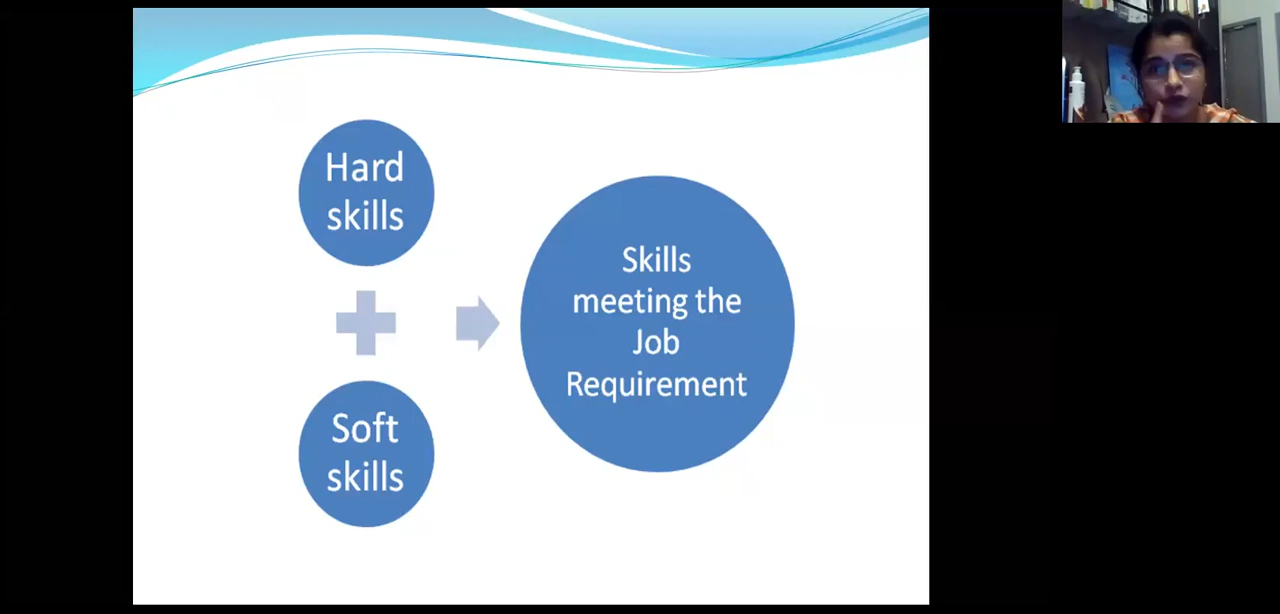 Hard
skills
Soft
skills
Skills
meeting the
Job
Requirement